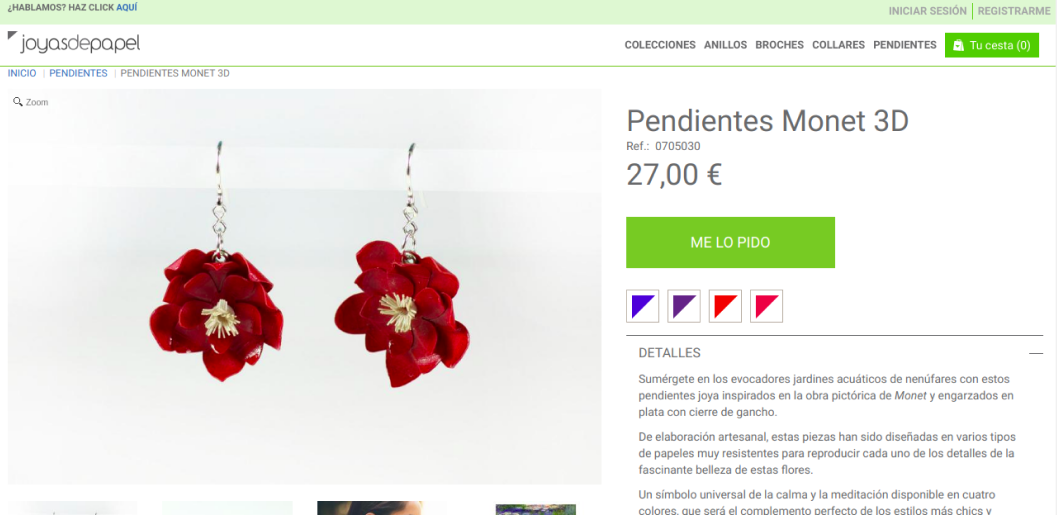 ¿HABLAMOS? HAZ CLICK AQUÍ
INICIAR SESIÓN | REGISTRARME
joyasdepapel
COLECCIONES ANILLOS BROCHES COLLARES PENDIENTES Tu cesta (0)
INICIO | PENDIENTES | PENDIENTES MONET 3D
Zoom
Pendientes Monet 3D
Ref.: 0705030
27,00 €
ME LO PIDO
DETALLES
Sumérgete en los evocadores jardines acuáticos de nenúfares con estos
pendientes joya inspirados en la obra pictórica de Monet y engarzados en
plata con cierre de gancho.
De elaboración artesanal, estas piezas han sido diseñadas en varios tipos
de papeles muy resistentes para reproducir cada uno de los detalles de la
fascinante belleza de estas flores.
Un símbolo universal de la calma y la meditación disponible en cuatro
colores, que será el complemento perfecto de los estilos más chics y